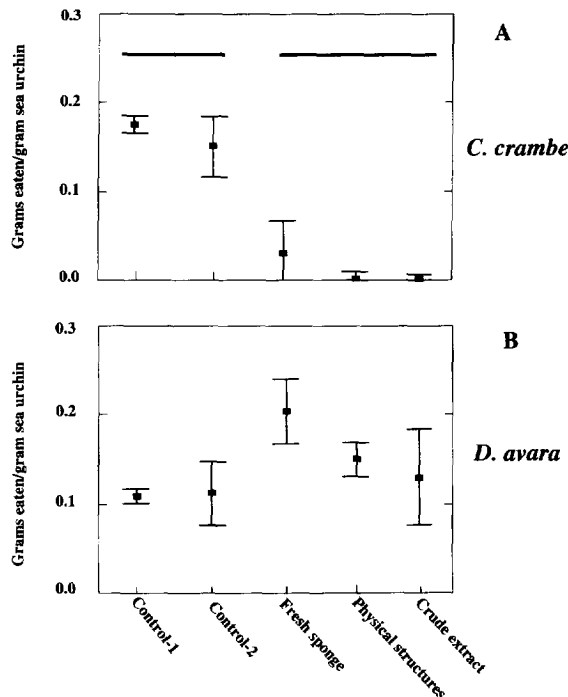 A
C. crambe
Grams eaten/gram sea urchin
0.3
0.2
0.1
0.0
B
D. avara
Grams eaten/gram sea urchin
0.3
0.2
0.1
0.0
Control-1
Control-2
Fresh sponge
Physical structures
Crude extract